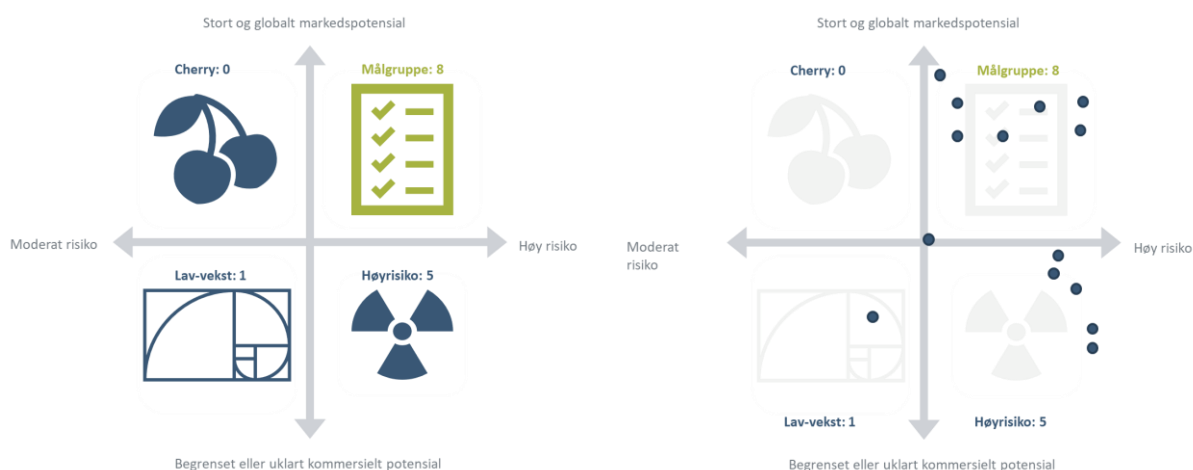 Stort og globalt markedspotensial
Cherry: 0
Målgruppe: 8
Moderat risiko
Høy risiko
Lav-vekst: 1
Høyrisiko: 5
Begrenset eller uklart kommersielt potensial
Stort og globalt markedspotensial
Cherry: 0
Målgruppe: 8
Moderat
risiko
Høy risiko
Lav-vekst: 1
Høyrisiko: 5
Begrenset eller uklart kommersielt potensial